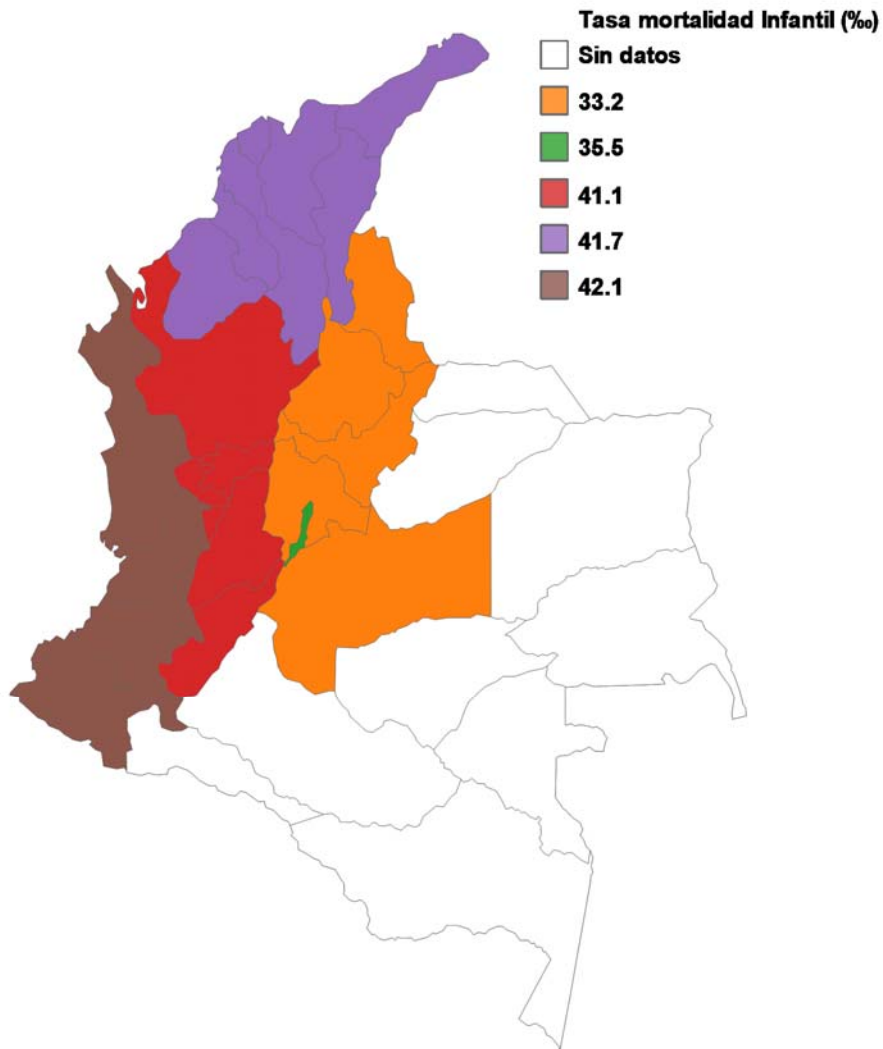 Tasa mortalidad Infantil (‰)
Sin datos
33.2
35.5
41.1
41.7
42.1